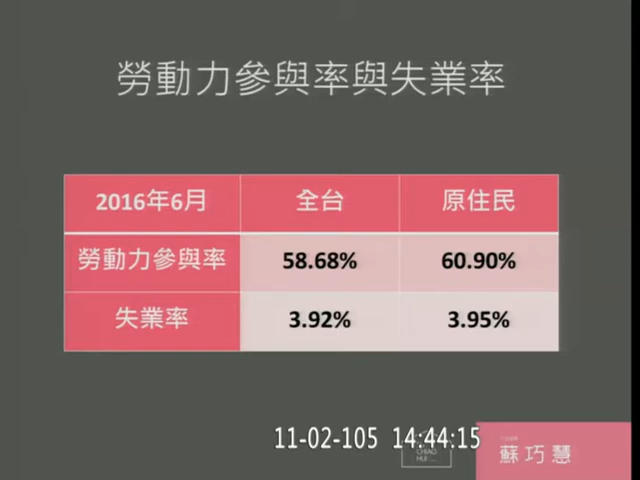 勞動力參與率與失業率
2016年6月 全台 原住民
勞動力參與率 58.68% 60.90%
失業率 3.92% 3.95%
11-02-105 14:44:15
CHIAO
HUI
蘇巧慧